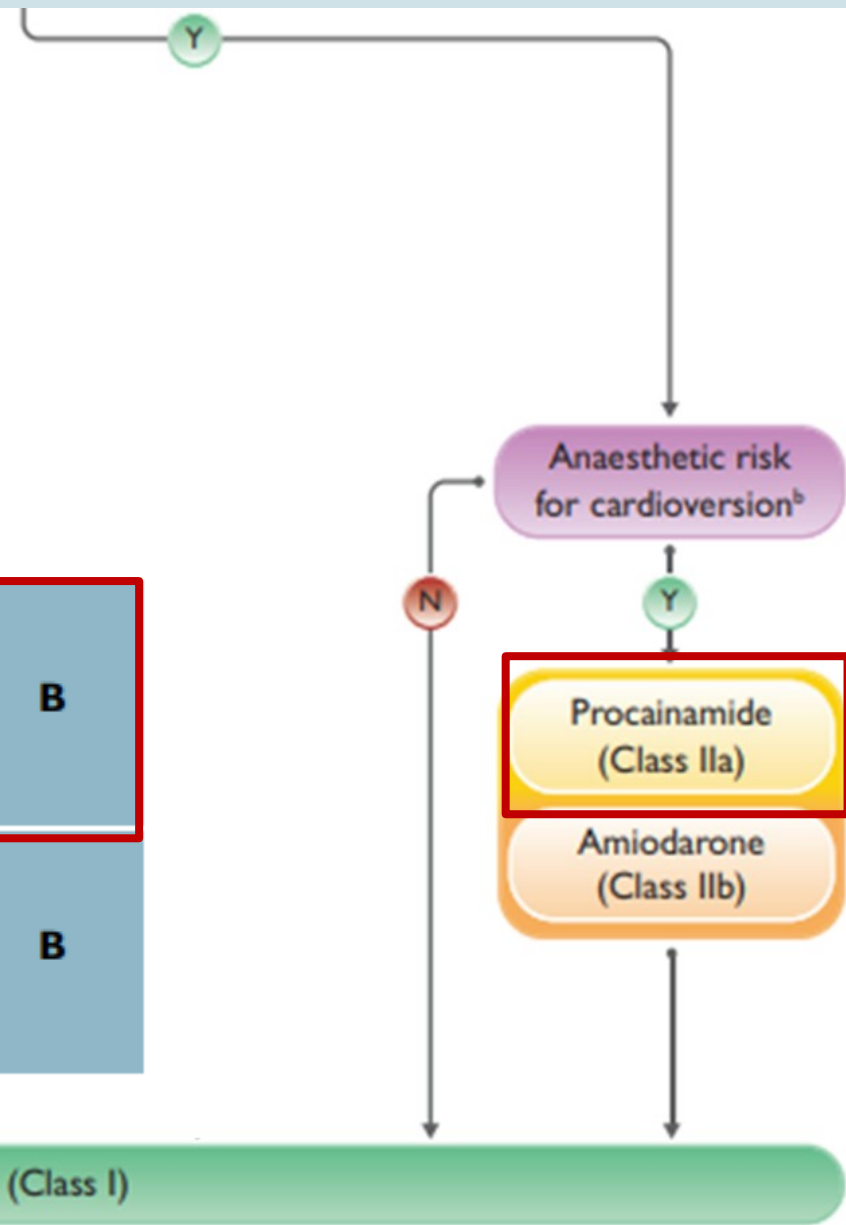 Y
Anaesthetic risk
for cardioversionᵇ
N
Y
B
Procainamide
(Class IIa)
Amiodarone
(Class IIb)
B
(Class I)